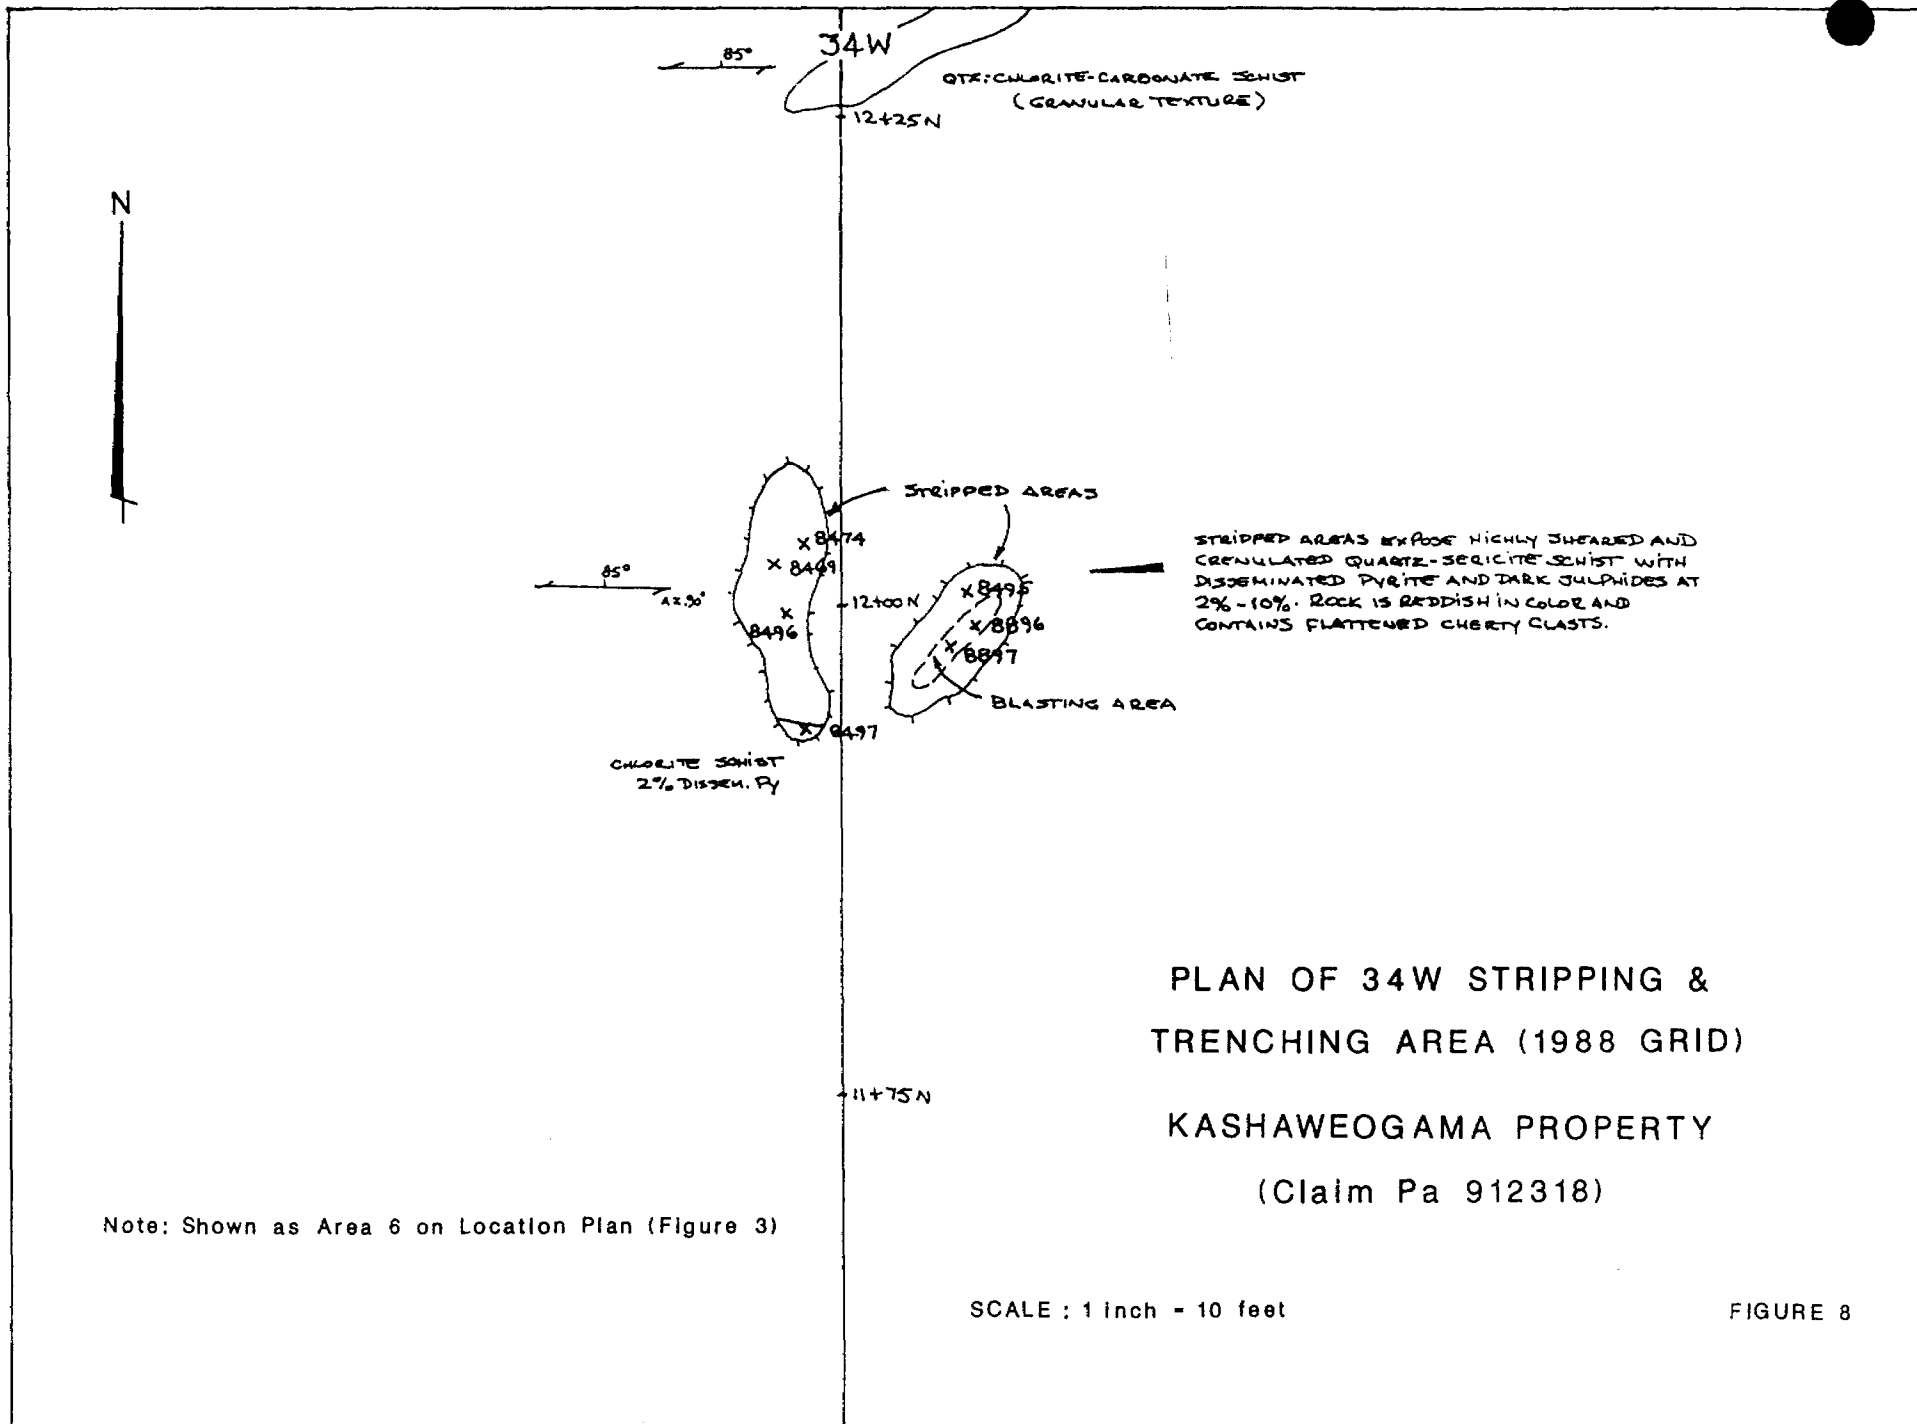 34W
85°
QTZ-CHLORITE-CARBONATE SCHIST
(GRANULAR TEXTURE)
12+25N
N
STRIPPED AREAS
8474
8469
85°
AZ.90°
12+00N
8496
8495
8896
8897
STRIPPED AREAS EXPOSE HIGHLY SHEARED AND
CRENULATED QUARTZ-SERICITE SCHIST WITH
DISSEMINATED PYRITE AND DARK SULPHIDES AT
2%-10%. ROCK IS REDDISH IN COLOR AND
CONTAINS FLATTENED CHERTY CLASTS.
BLASTING AREA
8497
CHLORITE SCHIST
2% DISSEM. Py
PLAN OF 34W STRIPPING &
TRENCHING AREA (1988 GRID)
11+75N
KASHAWEOGAMA PROPERTY
(Claim Pa 912318)
Note: Shown as Area 6 on Location Plan (Figure 3)
SCALE : 1 inch = 10 feet
FIGURE 8